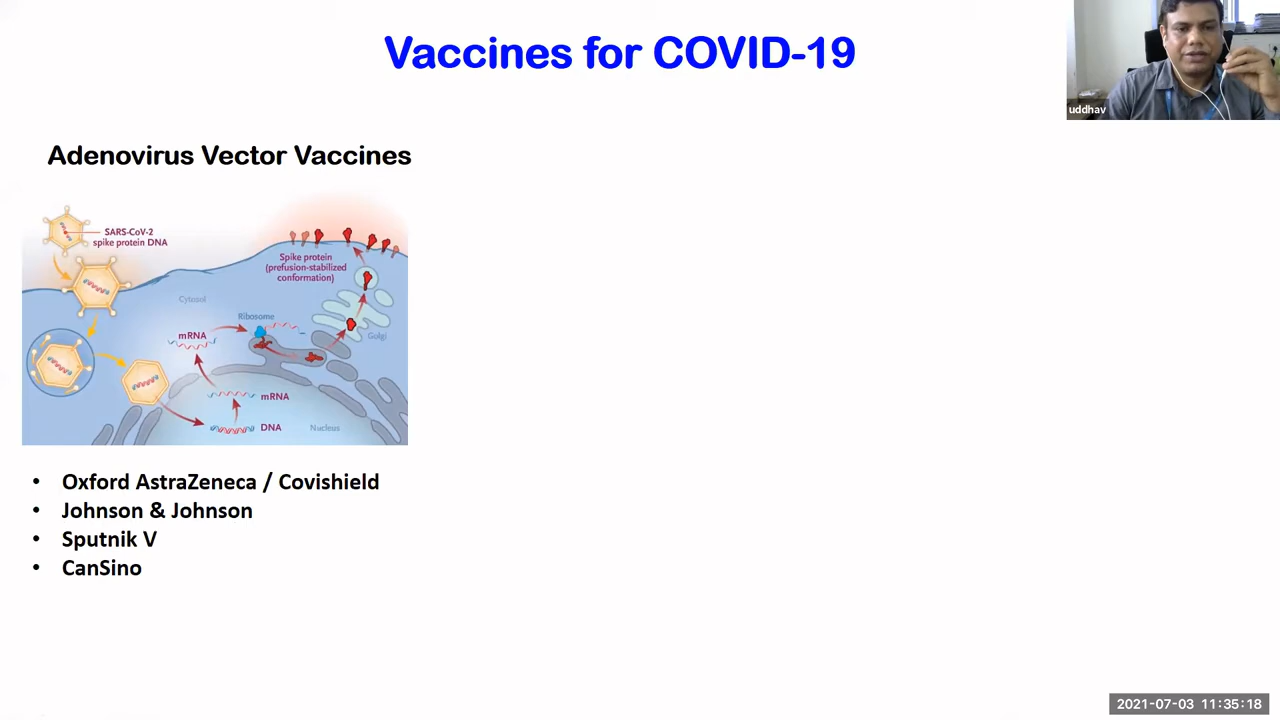 Vaccines for COVID-19
uddhav
Adenovirus Vector Vaccines
SARS-CoV-2
spike protein DNA
Spike protein
(prefusion-stabilized
conformation)
Cytosol
Ribosome
mRNA
Golgi
mRNA
DNA
Nucleus
• Oxford AstraZeneca / Covishield
• Johnson & Johnson
• Sputnik V
• CanSino
2021-07-03 11:35:18